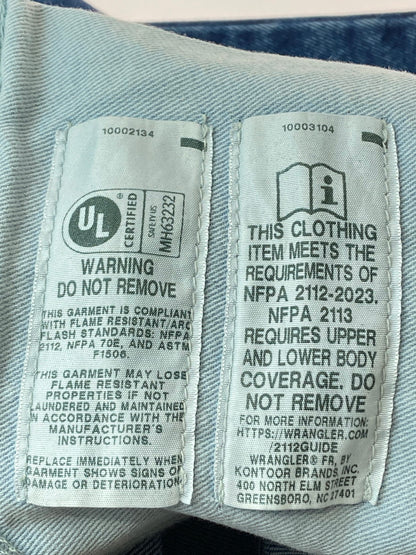 10002134
UL
CERTIFIED
SAFETY US
MH63232
WARNING
DO NOT REMOVE
THIS GARMENT IS COMPLIANT
WITH FLAME RESISTANT/ARC
FLASH STANDARDS: NFPA
2112, NFPA 70E, AND ASTM
F1506.
THIS GARMENT MAY LOSE
FLAME RESISTANT
PROPERTIES IF NOT
LAUNDERED AND MAINTAINED
IN ACCORDANCE WITH THE
MANUFACTURER'S
INSTRUCTIONS.
REPLACE IMMEDIATELY WHEN
GARMENT SHOWS SIGNS OF
DAMAGE OR DETERIORATION.
10003104
i
THIS CLOTHING
ITEM MEETS THE
REQUIREMENTS OF
NFPA 2112-2023.
NFPA 2113
REQUIRES UPPER
AND LOWER BODY
COVERAGE. DO
NOT REMOVE
FOR MORE INFORMATION:
HTTPS://WRANGLER.COM
/2112GUIDE
WRANGLER® FR, BY
KONTOOR BRANDS INC.
400 NORTH ELM STREET
GREENSBORO, NC 27401